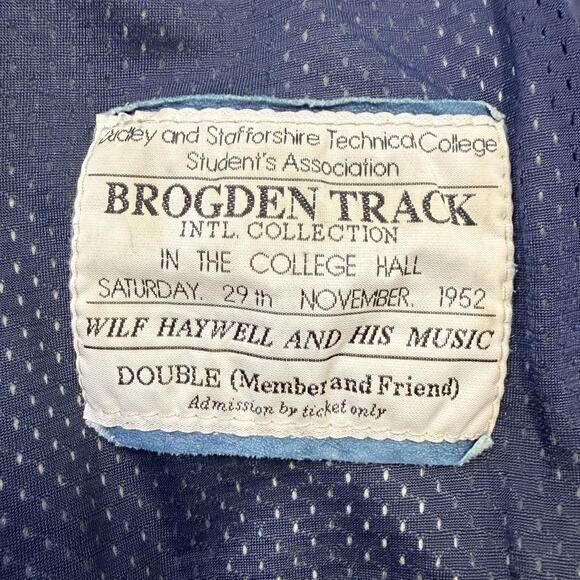 Dudley and Stafforshire Technical College
Student's Association
BROGDEN TRACK
INTL. COLLECTION
IN THE COLLEGE HALL
SATURDAY. 29th NOVEMBER. 1952
WILF HAYWELL AND HIS MUSIC
DOUBLE (Member and Friend)
Admission by ticket only